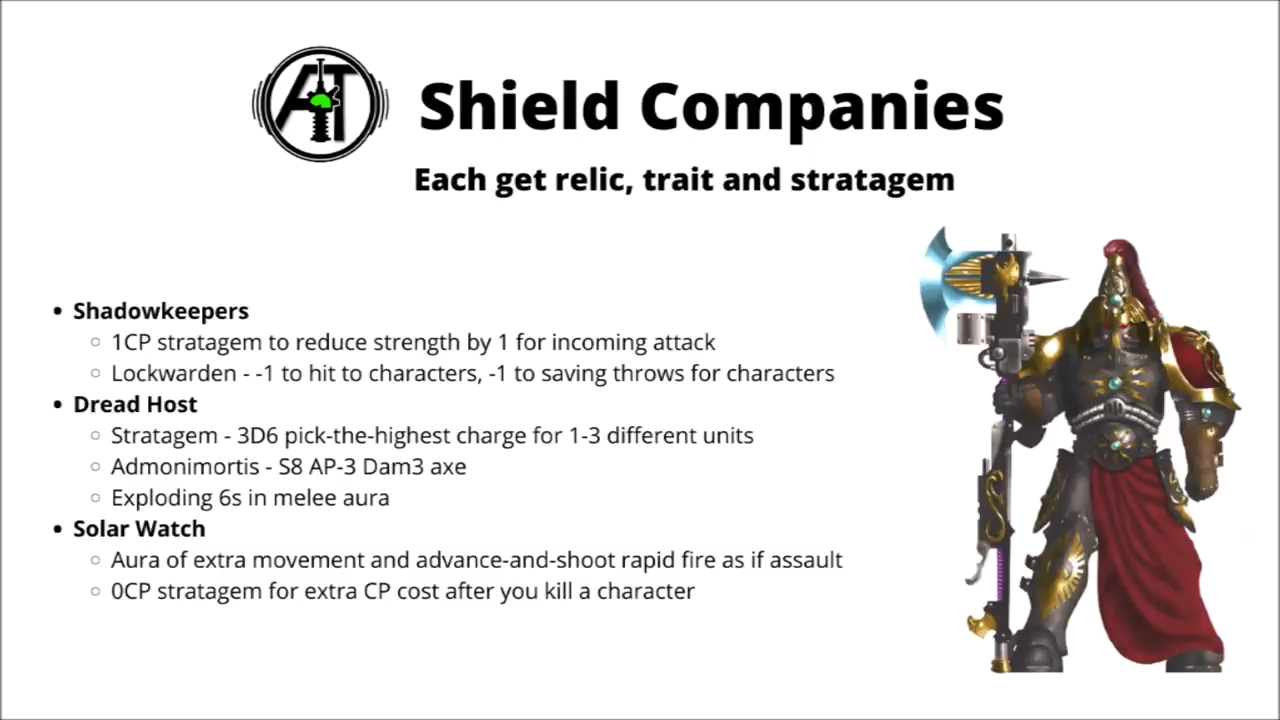 AT
Shield Companies
Each get relic, trait and stratagem
• Shadowkeepers
○ 1CP stratagem to reduce strength by 1 for incoming attack
○ Lockwarden - -1 to hit to characters, -1 to saving throws for characters
• Dread Host
○ Stratagem - 3D6 pick-the-highest charge for 1-3 different units
○ Admonimortis - S8 AP-3 Dam3 axe
○ Exploding 6s in melee aura
• Solar Watch
○ Aura of extra movement and advance-and-shoot rapid fire as if assault
○ 0CP stratagem for extra CP cost after you kill a character